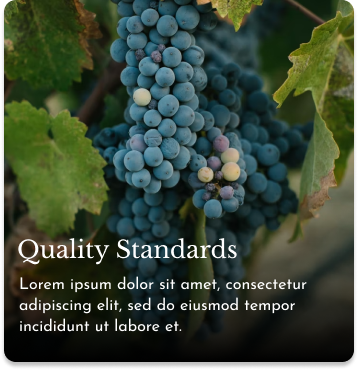 Quality Standards
Lorem ipsum dolor sit amet, consectetur
adipiscing elit, sed do eiusmod tempor
incididunt ut labore et.